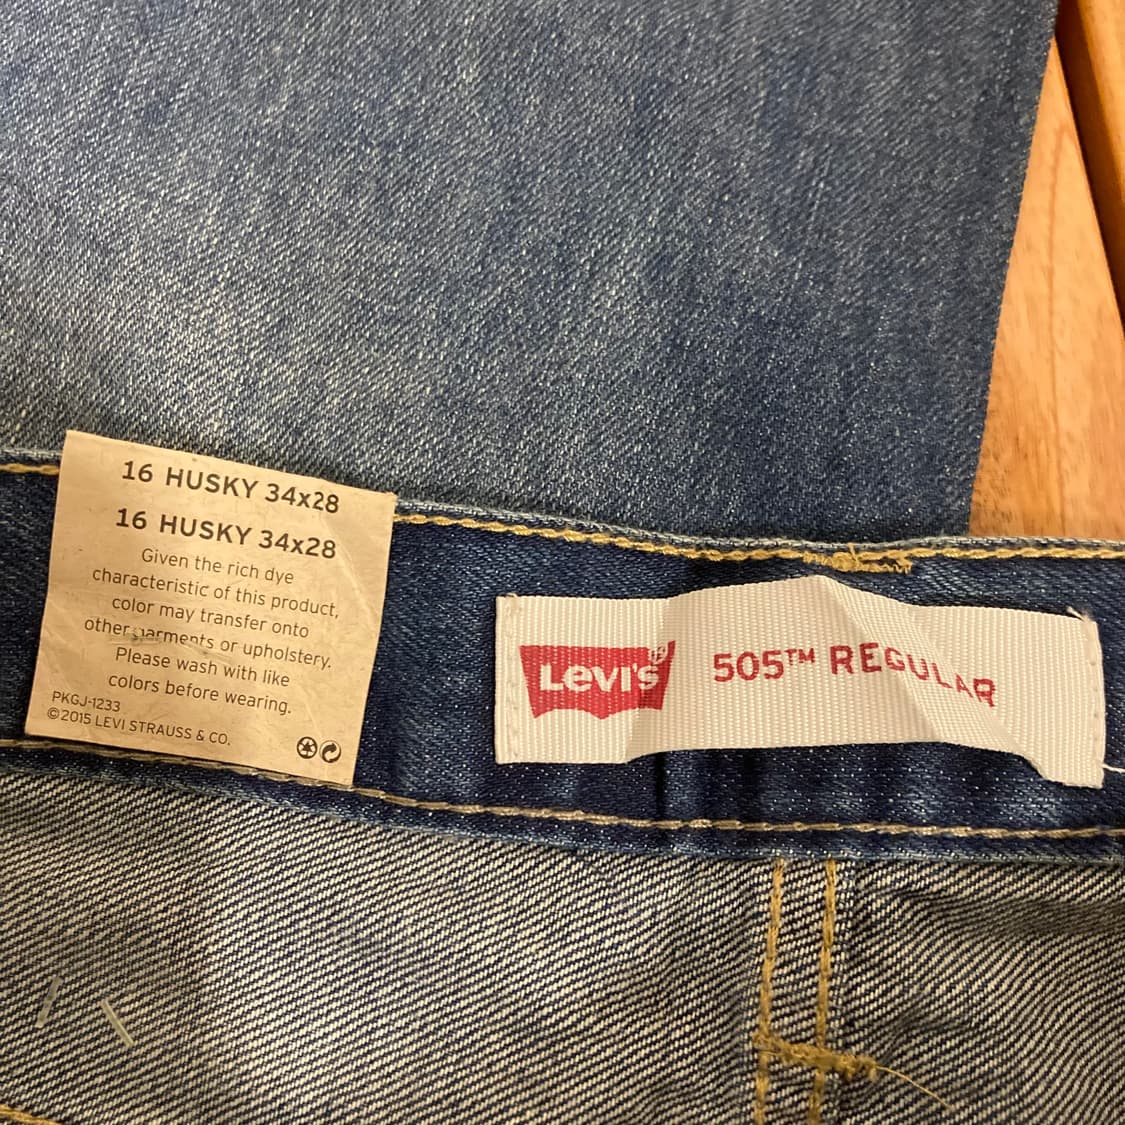 16 HUSKY 34x28
16 HUSKY 34x28
Given the rich dye
characteristic of this product,
color may transfer onto
other garments or upholstery.
Please wash with like
colors before wearing.
PKGJ-1233
©2015 LEVI STRAUSS & CO.
Levi's®
505™ REGULAR